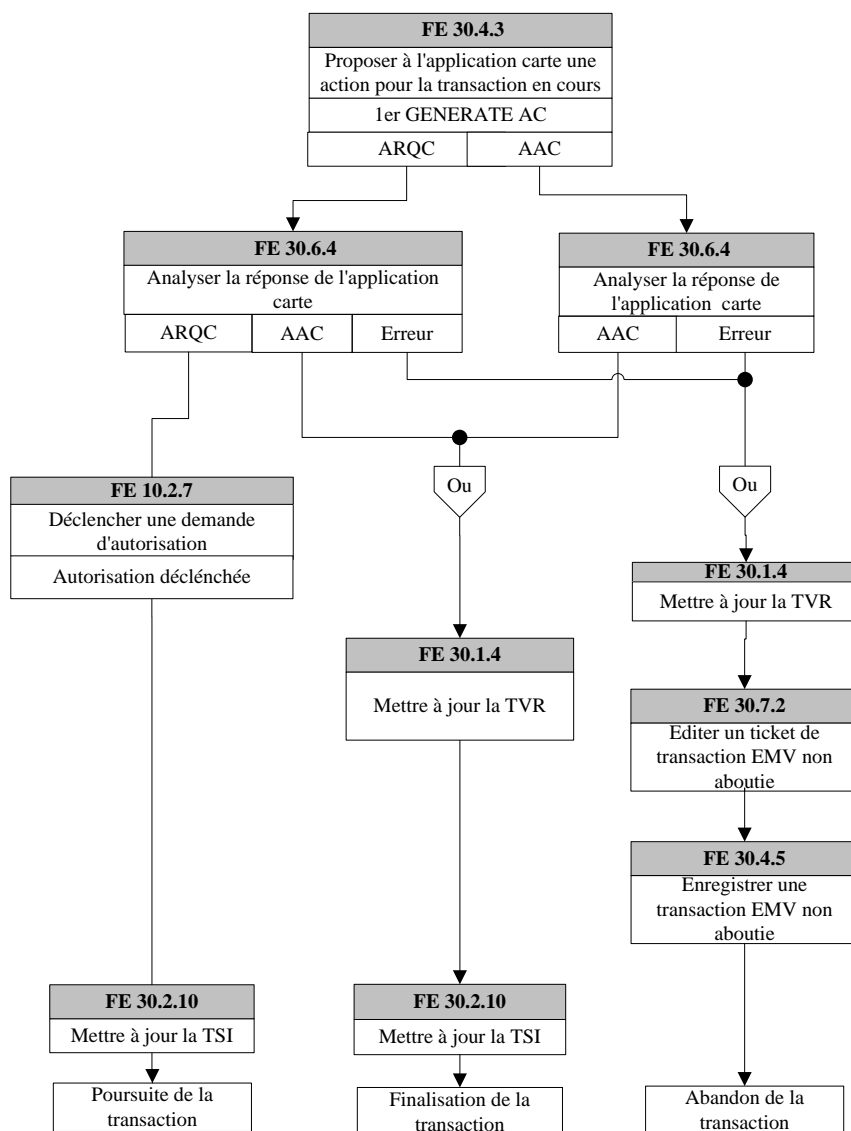 FE 30.4.3
Proposer à l'application carte une
action pour la transaction en cours
1er GENERATE AC
ARQC
AAC
FE 30.6.4
Analyser la réponse de l'application
carte
ARQC
AAC
Erreur
FE 30.6.4
Analyser la réponse de
l'application carte
AAC
Erreur
Ou
Ou
FE 10.2.7
Déclencher une demande
d'autorisation
Autorisation déclénchée
FE 30.1.4
Mettre à jour la TVR
FE 30.1.4
Mettre à jour la TVR
FE 30.7.2
Editer un ticket de
transaction EMV non
aboutie
FE 30.4.5
Enregistrer une
transaction EMV non
aboutie
FE 30.2.10
Mettre à jour la TSI
FE 30.2.10
Mettre à jour la TSI
Poursuite de la
transaction
Finalisation de la
transaction
Abandon de la
transaction